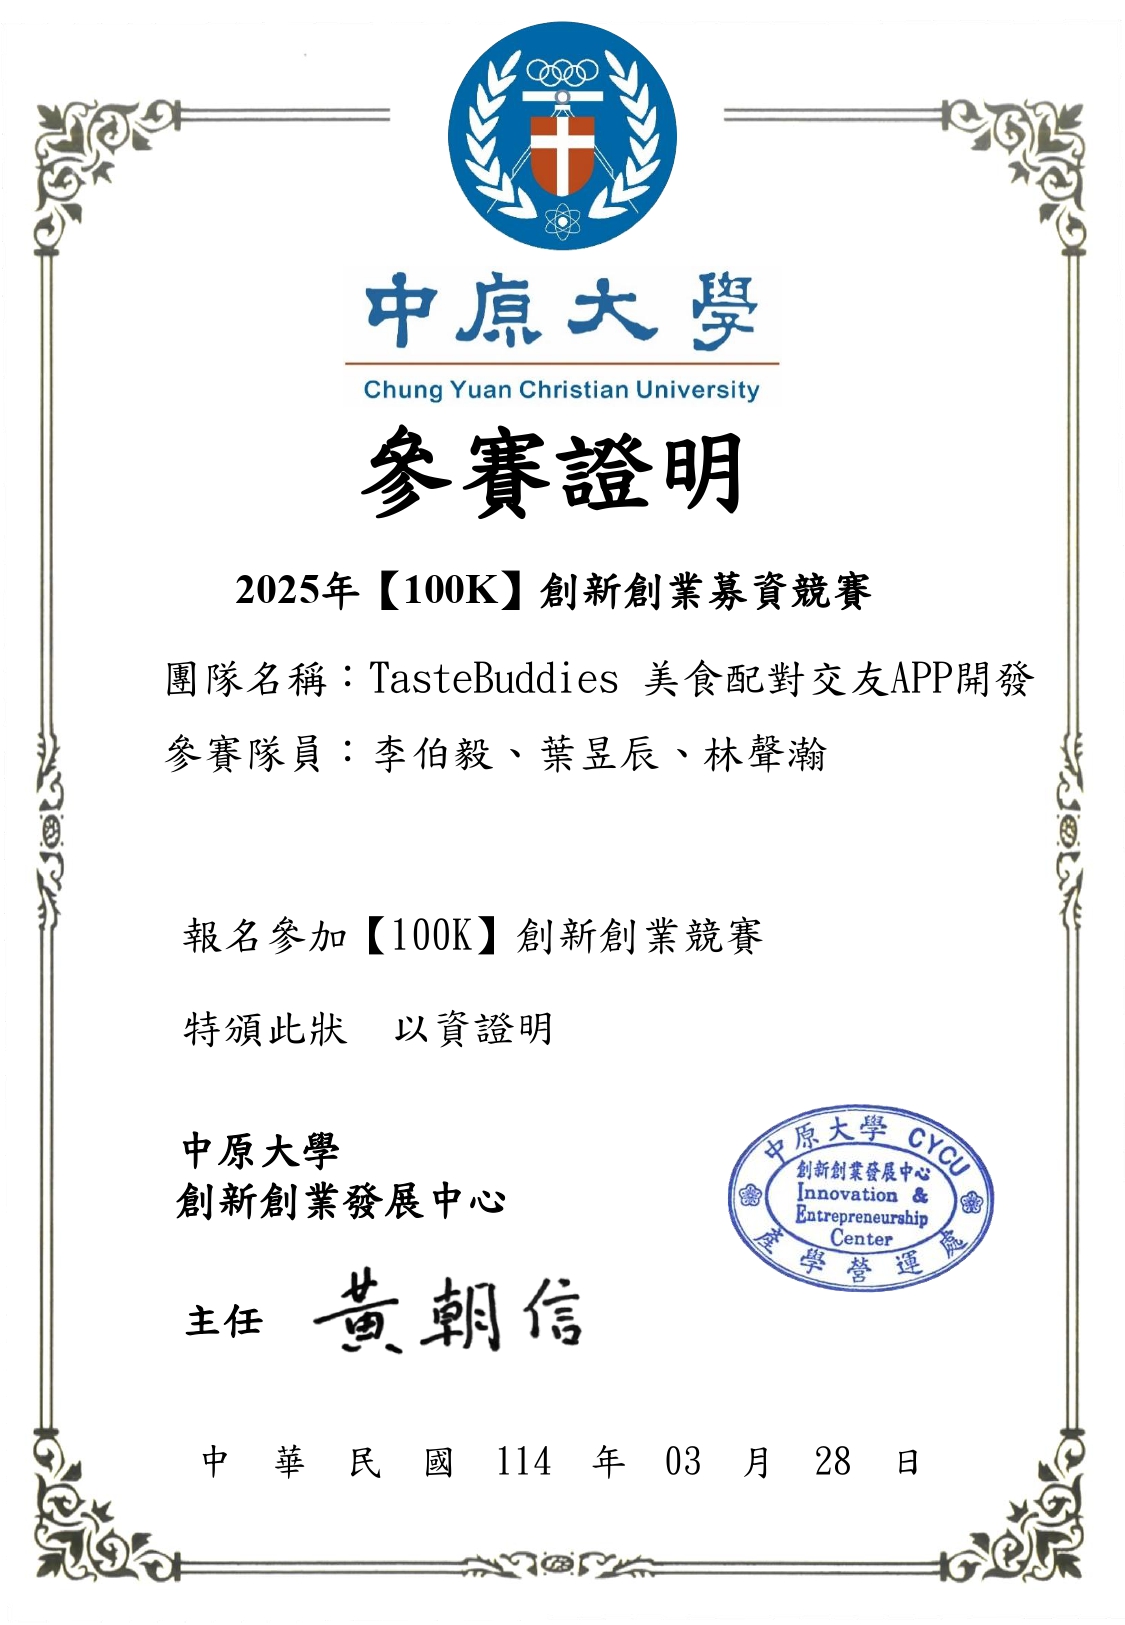 中原大學
Chung Yuan Christian University
參賽證明
2025年【100K】創新創業募資競賽
團隊名稱：TasteBuddies 美食配對交友APP開發
參賽隊員：李伯毅、葉昱辰、林聲瀚
報名參加【100K】創新創業競賽
特頒此狀　以資證明
中原大學
創新創業發展中心
主任 黃朝信
中原大學 CYCU
創新創業發展中心
Innovation &
Entrepreneurship
Center
產學營運處
中 華 民 國 114 年 03 月 28 日